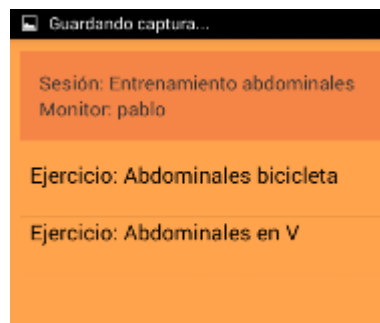 Guardando captura...
Sesión: Entrenamiento abdominales
Monitor: pablo
Ejercicio: Abdominales bicicleta
Ejercicio: Abdominales en V